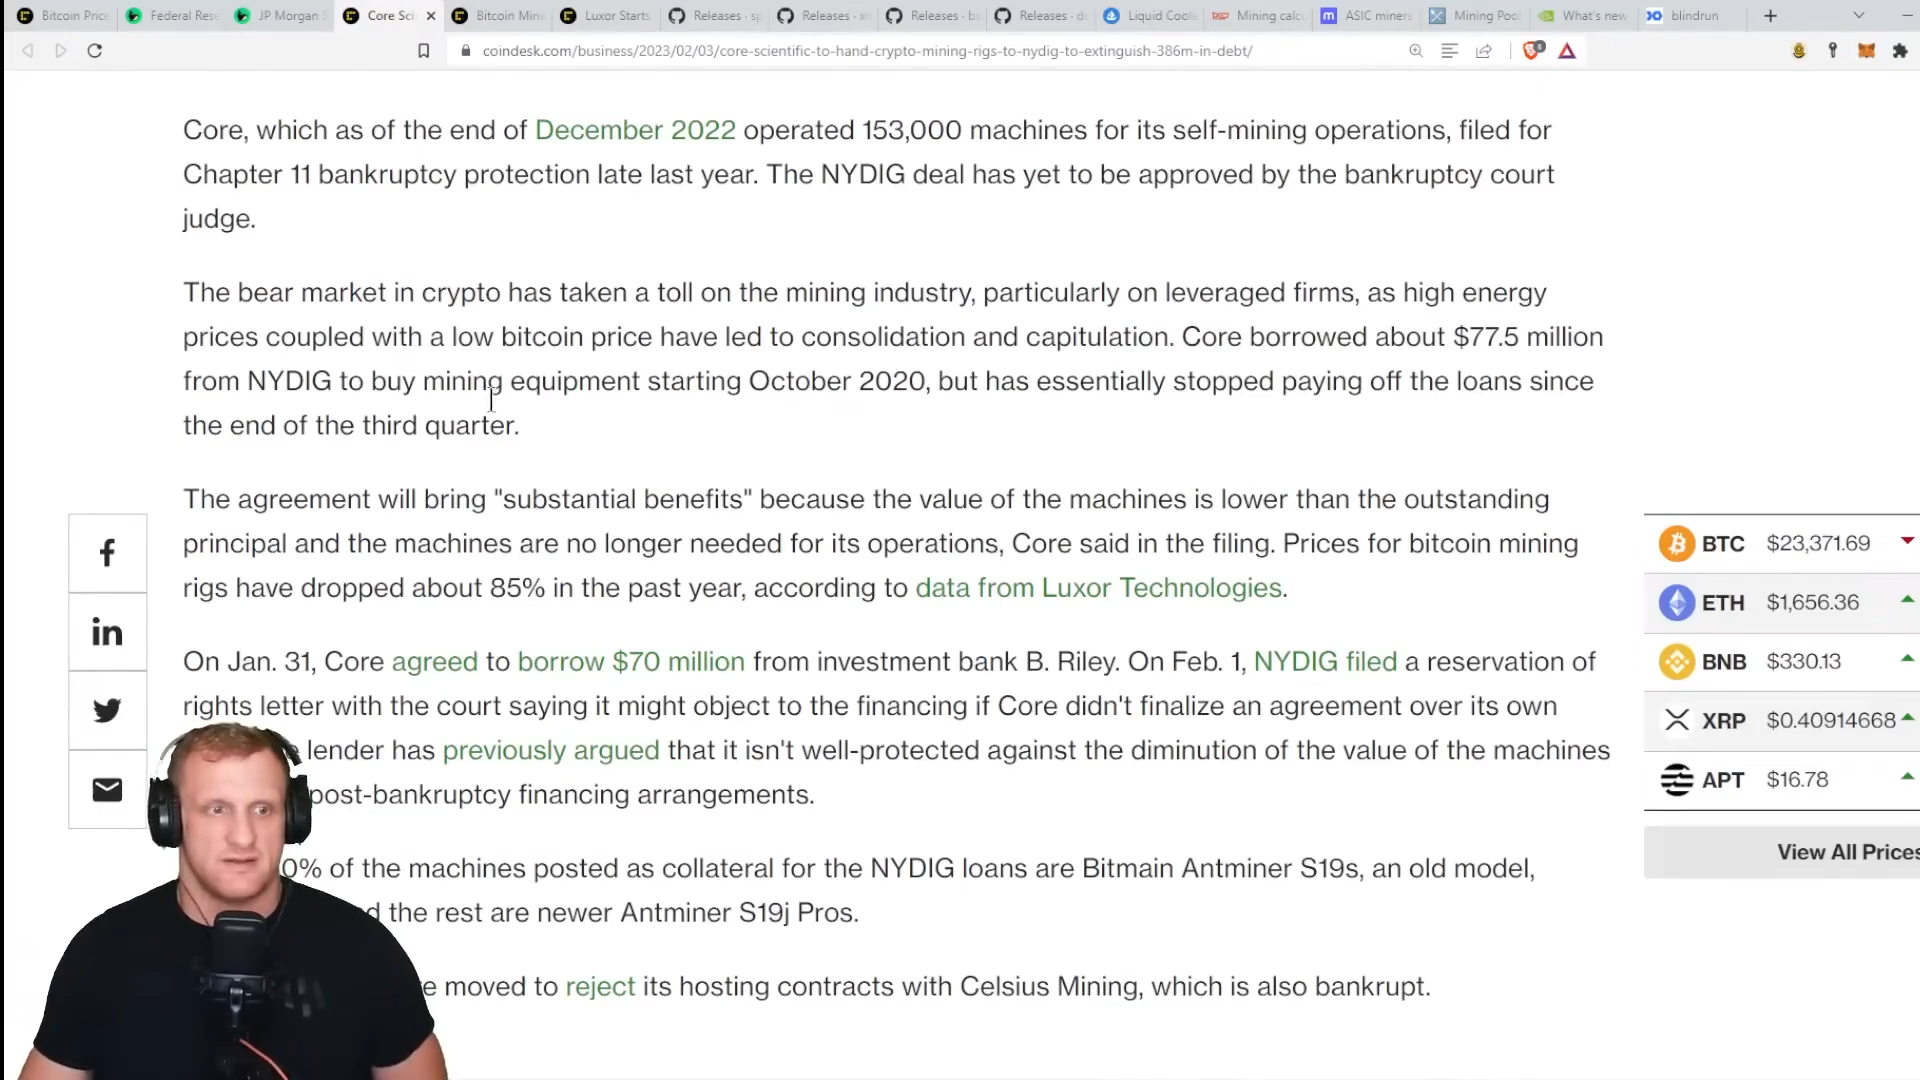 Bitcoin Price
Federal Rese
JP Morgan
Core Sci
Bitcoin Mine
Luxor Starts
Releases · sp
Releases ·
Releases · b
Releases · d
Liquid Coole
Mining calc
ASIC miners
Mining Pool
What's new
blindrun
coindesk.com/business/2023/02/03/core-scientific-to-hand-crypto-mining-rigs-to-nydig-to-extinguish-386m-in-debt/
Core, which as of the end of December 2022 operated 153,000 machines for its self-mining operations, filed for
Chapter 11 bankruptcy protection late last year. The NYDIG deal has yet to be approved by the bankruptcy court
judge.
The bear market in crypto has taken a toll on the mining industry, particularly on leveraged firms, as high energy
prices coupled with a low bitcoin price have led to consolidation and capitulation. Core borrowed about $77.5 million
from NYDIG to buy mining equipment starting October 2020, but has essentially stopped paying off the loans since
the end of the third quarter.
The agreement will bring "substantial benefits" because the value of the machines is lower than the outstanding
principal and the machines are no longer needed for its operations, Core said in the filing. Prices for bitcoin mining
rigs have dropped about 85% in the past year, according to data from Luxor Technologies.
On Jan. 31, Core agreed to borrow $70 million from investment bank B. Riley. On Feb. 1, NYDIG filed a reservation of
rights letter with the court saying it might object to the financing if Core didn't finalize an agreement over its own
lender has previously argued that it isn't well-protected against the diminution of the value of the machines
post-bankruptcy financing arrangements.
0% of the machines posted as collateral for the NYDIG loans are Bitmain Antminer S19s, an old model,
d the rest are newer Antminer S19j Pros.
e moved to reject its hosting contracts with Celsius Mining, which is also bankrupt.
BTC $23,371.69
ETH $1,656.36
BNB $330.13
XRP $0.40914668
APT $16.78
View All Prices